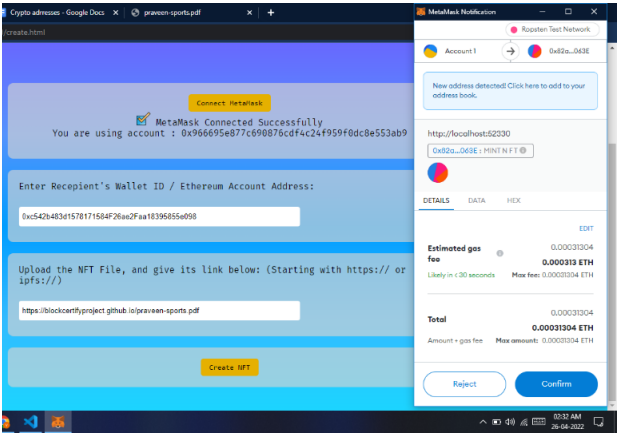 Crypto adrresses - Google Docs
praveen-sports.pdf
/create.html
Connect MetaMask
MetaMask Connected Successfully
You are using account : 0x966695e877c690876cdf4c24f959f0dc8e553ab9
Enter Recepient's Wallet ID / Ethereum Account Address:
0xc542b483d1578171584F26ae2Faa18395855e098
Upload the NFT File, and give its link below: (Starting with https:// or
ipfs://)
https://blockcertifyproject.github.io/praveen-sports.pdf
Create NFT
MetaMask Notification
Ropsten Test Network
Account 1
0x82a...063E
New address detected! Click here to add to your
address book.
http://localhost:52330
0x82a...063E : MINT N F T
DETAILS DATA HEX
EDIT
Estimated gas
fee
0.00031304
0.000313 ETH
Likely in < 30 seconds Max fee: 0.00031304 ETH
Total
0.00031304
0.00031304 ETH
Amount + gas fee Max amount: 0.00031304 ETH
Reject
Confirm
02:32 AM
26-04-2022